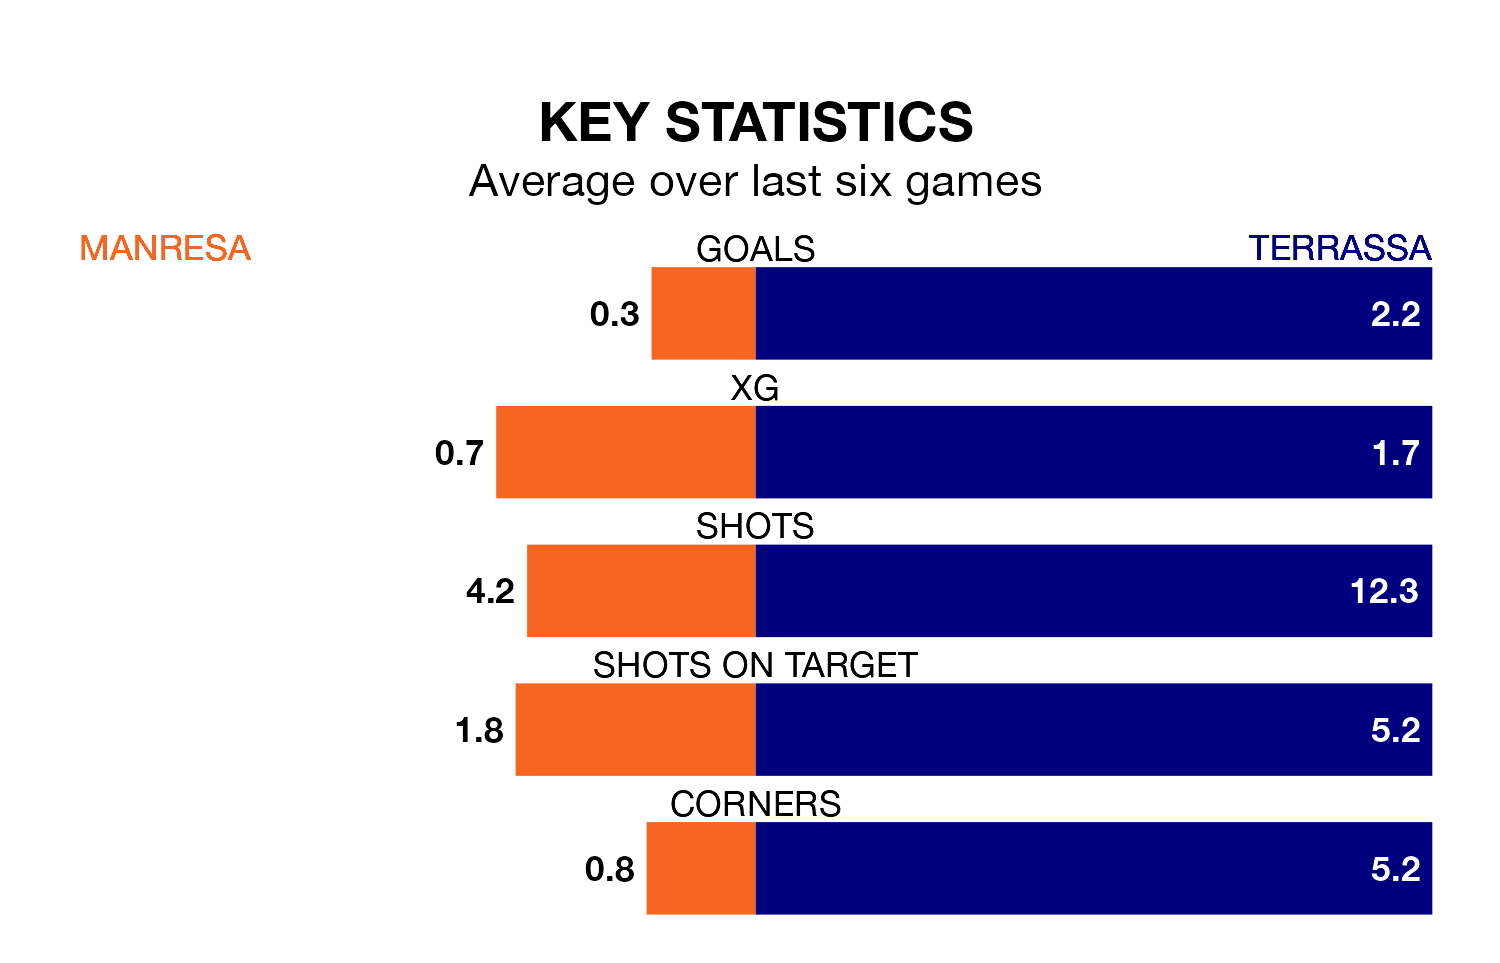 KEY STATISTICS
Average over last six games
MANRESA
GOALS
TERRASSA
0.3
2.2
XG
0.7
1.7
SHOTS
4.2
12.3
SHOTS ON TARGET
1.8
5.2
CORNERS
0.8
5.2